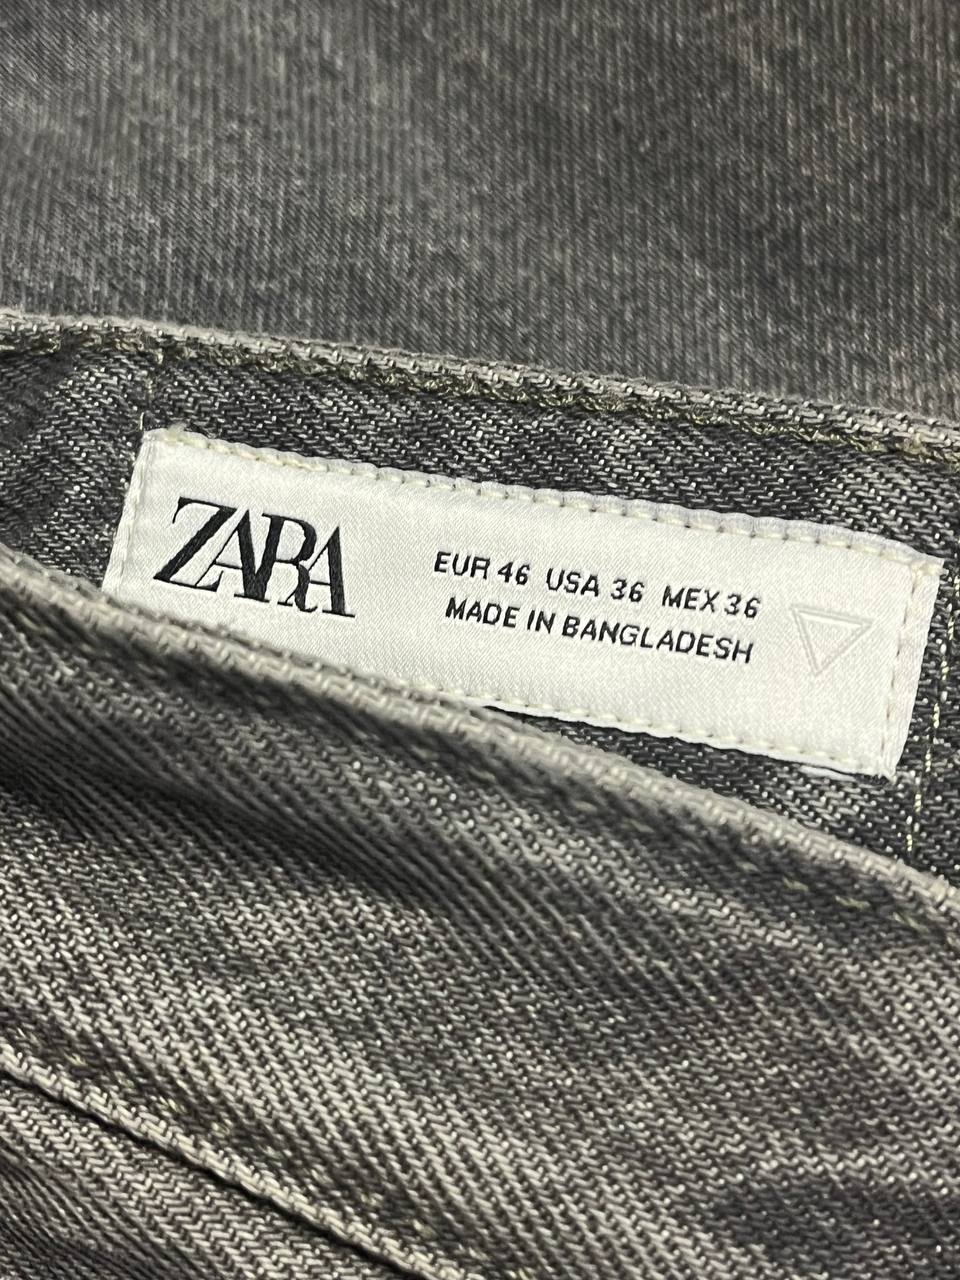 ZARA
EUR 46 USA 36 MEX 36
MADE IN BANGLADESH